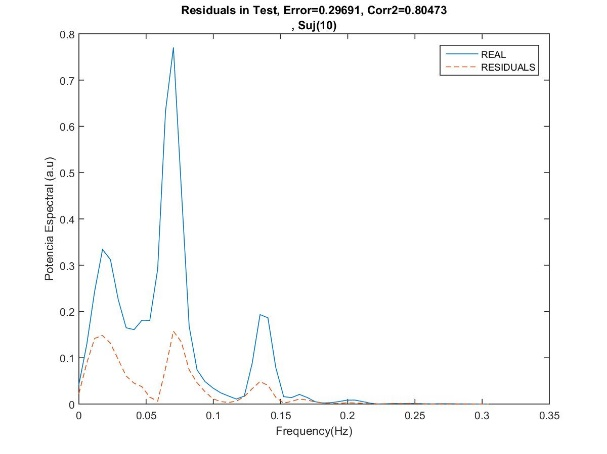 Residuals in Test, Error=0.29691, Corr2=0.80473
, Suj(10)
REAL
RESIDUALS
Potencia Espectral (a.u)
0.8
0.7
0.6
0.5
0.4
0.3
0.2
0.1
0
0 0.05 0.1 0.15 0.2 0.25 0.3 0.35
Frequency(Hz)